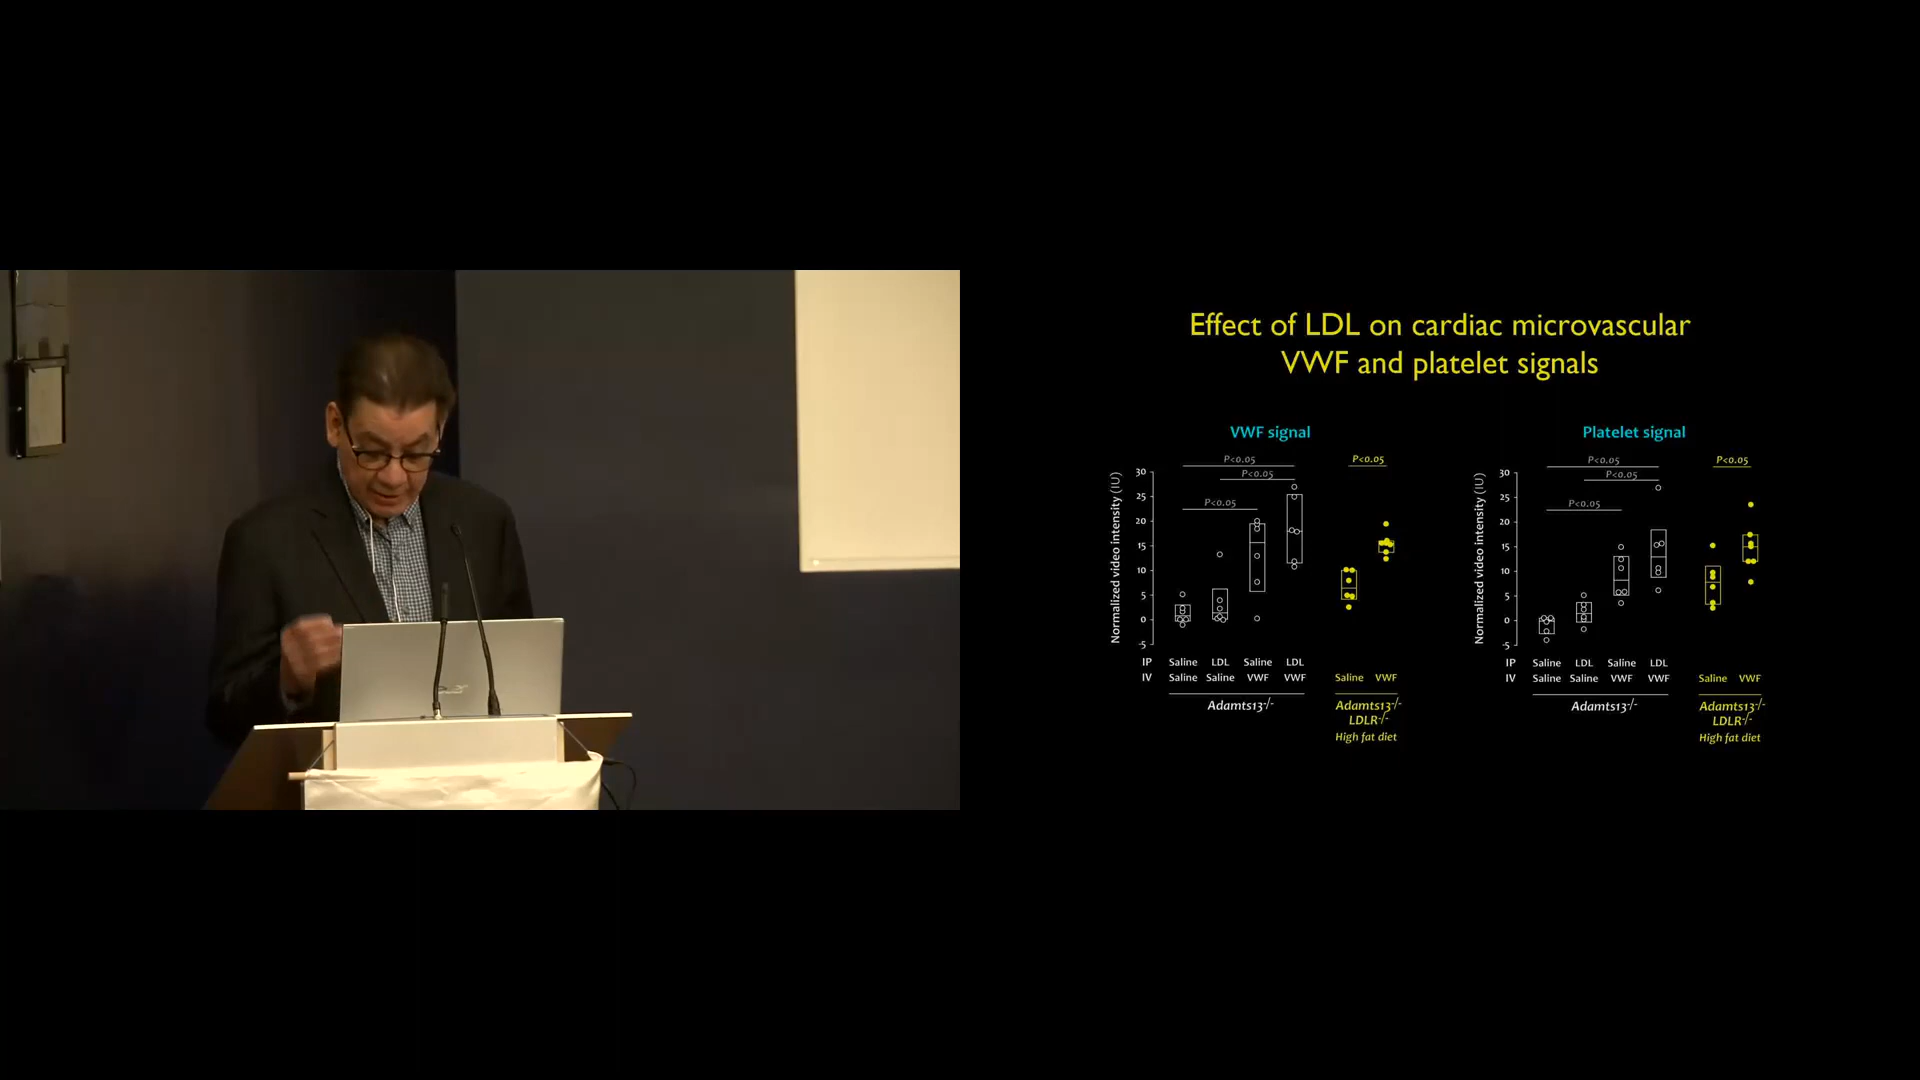 Effect of LDL on cardiac microvascular
VWF and platelet signals
VWF signal
P<0.05
P<0.05
P<0.05
P<0.05
Normalized video intensity (IU)
30
25
20
15
10
5
0
-5
IP Saline LDL Saline LDL
IV Saline Saline VWF VWF
Saline VWF
Adamts13-/-
Adamts13-/-
LDLR-/-
High fat diet
Platelet signal
P<0.05
P<0.05
P<0.05
P<0.05
Normalized video intensity (IU)
30
25
20
15
10
5
0
-5
IP Saline LDL Saline LDL
IV Saline Saline VWF VWF
Saline VWF
Adamts13-/-
Adamts13-/-
LDLR-/-
High fat diet